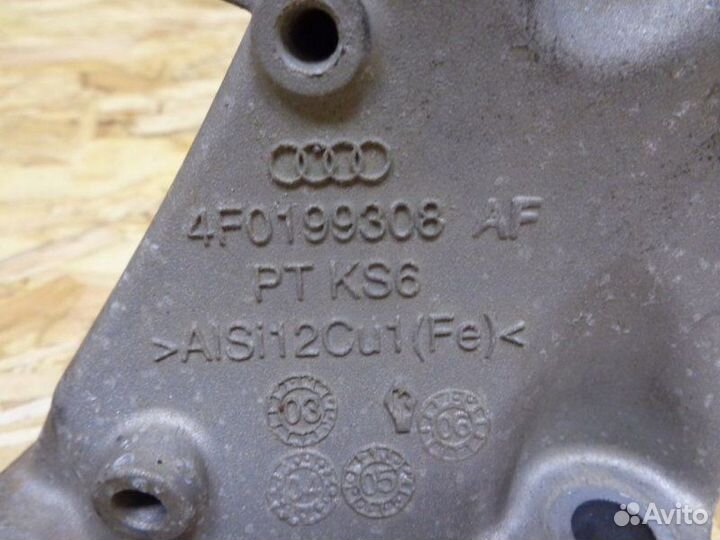 4F0199308 AF
PT KS6
>AlSi12Cu1(Fe)<
03 06
04 05
Avito